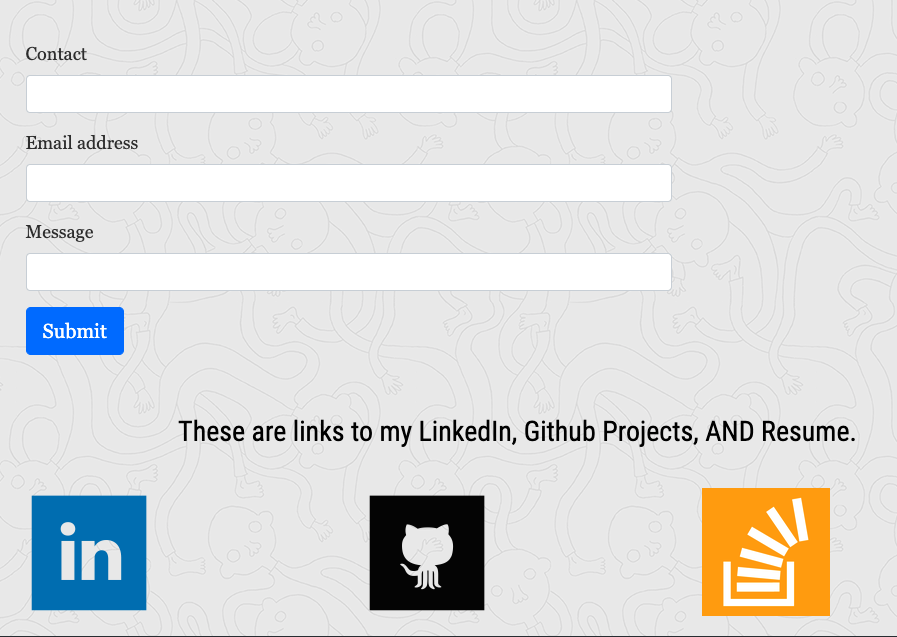 Contact
Email address
Message
Submit
These are links to my LinkedIn, Github Projects, AND Resume.
in